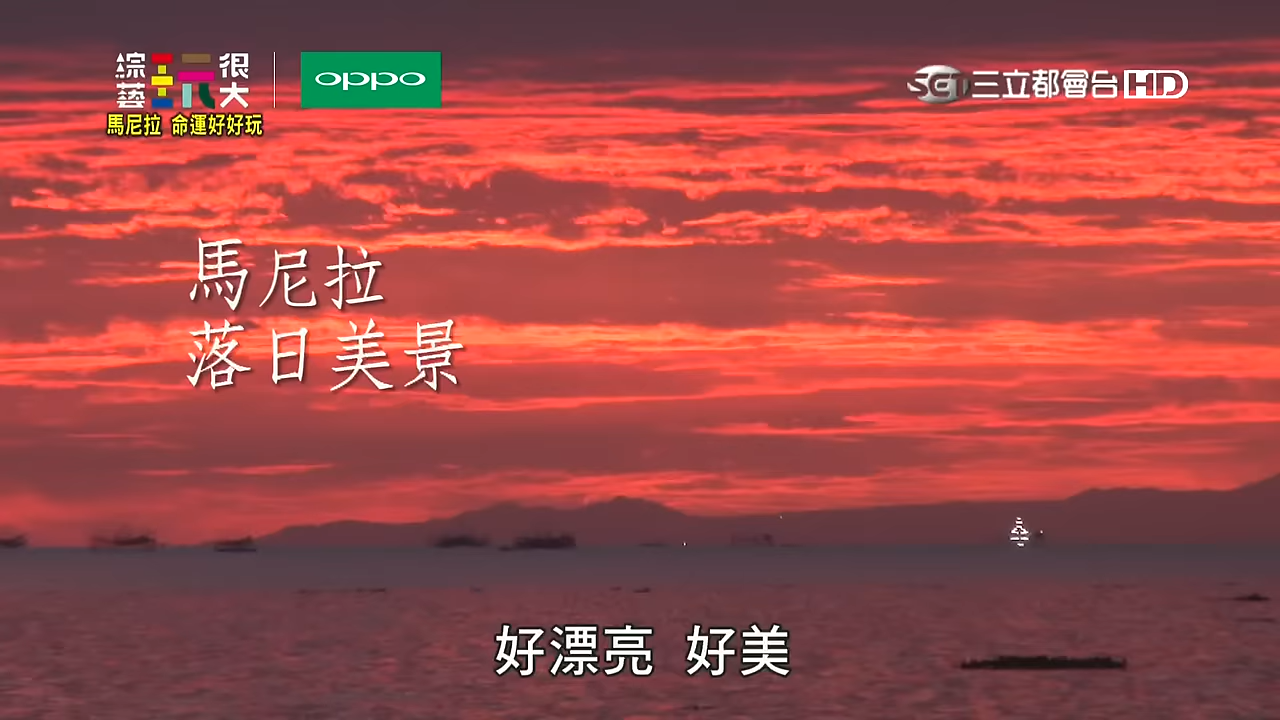 綜藝玩很大
oppo
SET三立都會台HD
馬尼拉 命運好好玩
馬尼拉
落日美景
好漂亮 好美